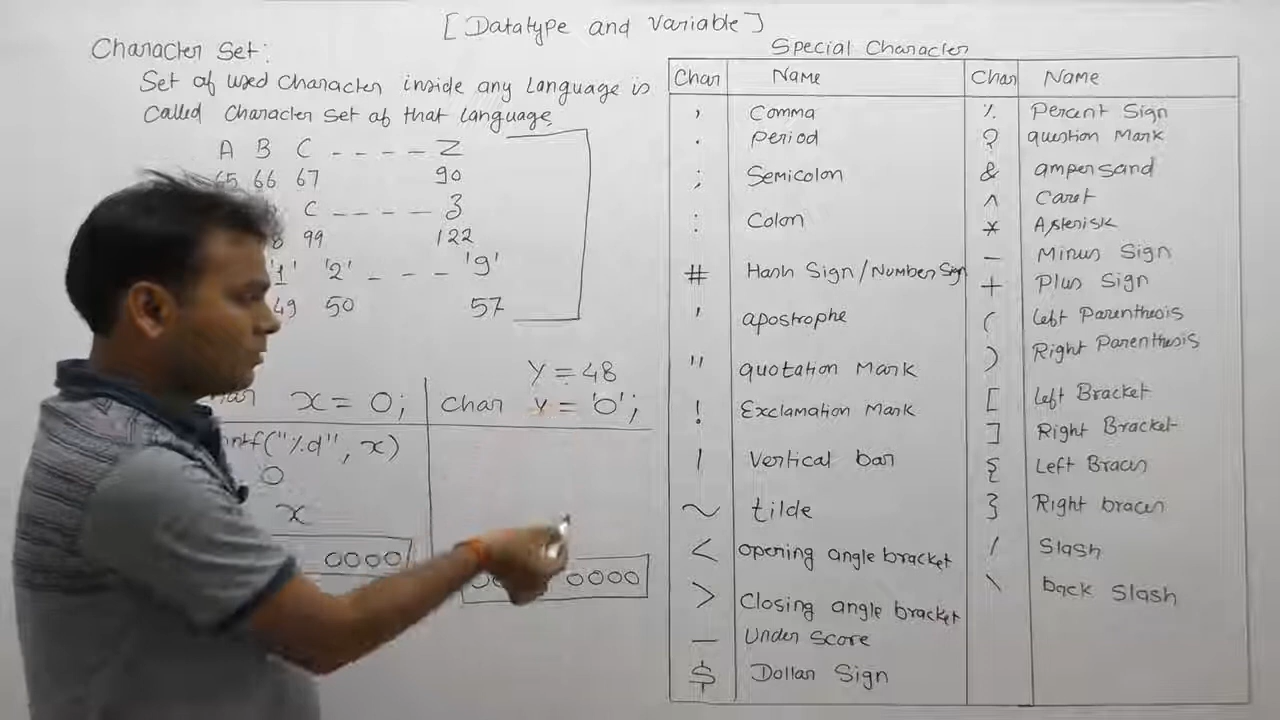 [Datatype and Variable]
Character Set:
Set of used Character inside any Language is
Called Character Set of that Language.
A B C - - - - Z
65 66 67 90
C - - - - - z
8 99 122
'1' '2' - - - - '9'
49 50 57
Y = 48
x = 0; char Y = '0';
ntf("%d", x)
0
x
0000 0000
Special Character
Char Name Char Name
, Comma % Percent Sign
. Period ? question Mark
; Semicolon & ampersand
: Colon ^ Caret
# Hash Sign/Number Sign * Asterisk
' apostrophe - Minus Sign
" quotation Mark + Plus Sign
! Exclamation Mark ( left Parenthesis
| Vertical bar ) Right Parenthesis
~ tilde [ left Bracket
< opening angle bracket ] Right Bracket
> Closing angle bracket { Left Braces
_ Under Score } Right braces
$ Dollar Sign / Slash
\ back Slash